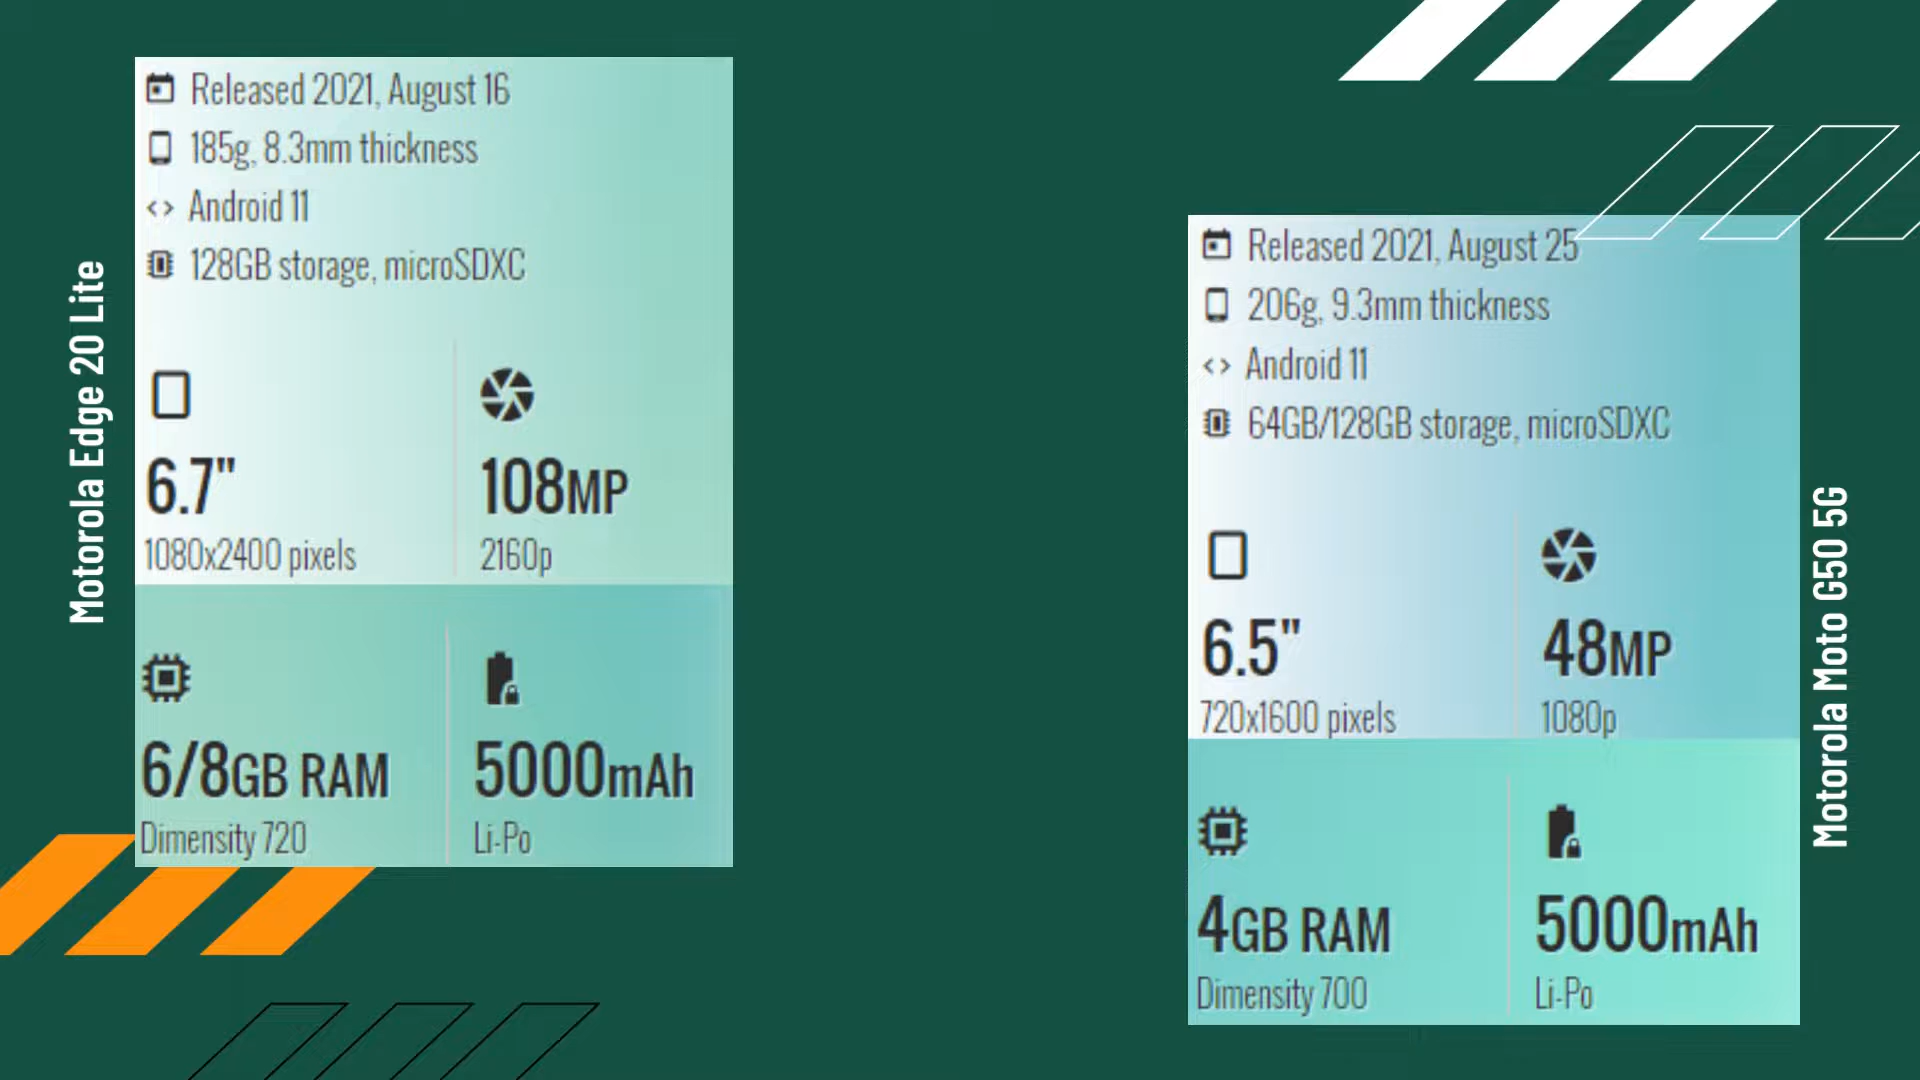 Motorola Edge 20 Lite
Released 2021, August 16
185g, 8.3mm thickness
Android 11
128GB storage, microSDXC
6.7"
1080x2400 pixels
108MP
2160p
6/8GB RAM
Dimensity 720
5000mAh
Li-Po
Released 2021, August 25
206g, 9.3mm thickness
Android 11
64GB/128GB storage, microSDXC
6.5"
720x1600 pixels
48MP
1080p
4GB RAM
Dimensity 700
5000mAh
Li-Po
Motorola Moto G50 5G